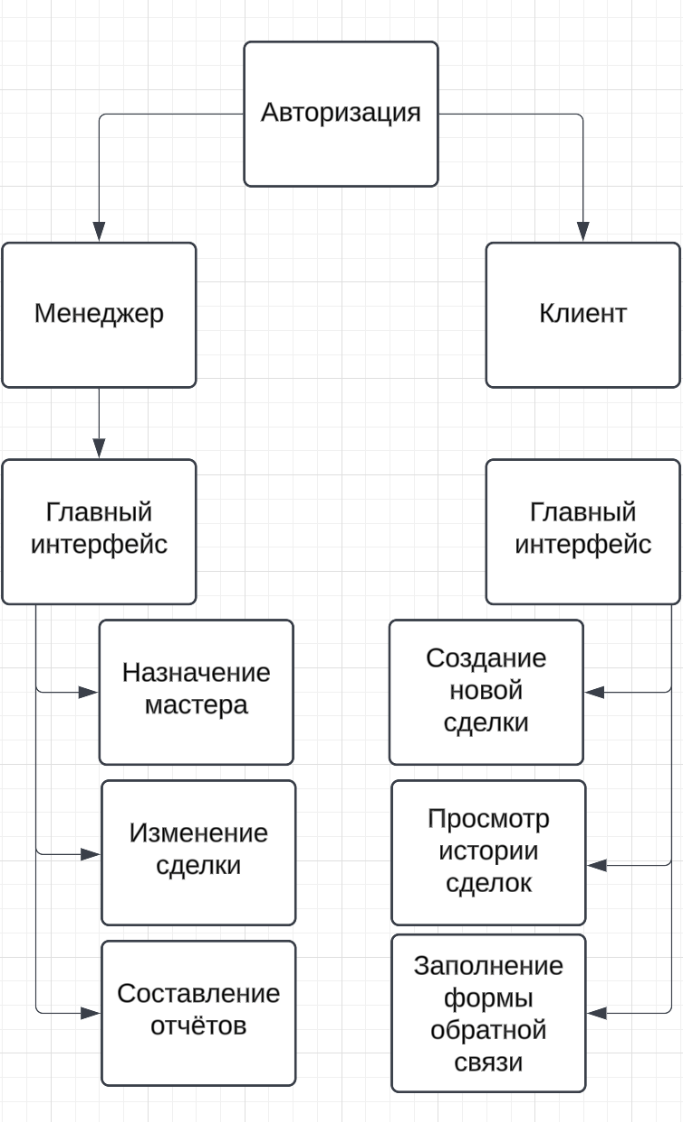 Авторизация
Менеджер
Клиент
Главный
интерфейс
Главный
интерфейс
Назначение
мастера
Создание
новой
сделки
Изменение
сделки
Просмотр
истории
сделок
Составление
отчётов
Заполнение
формы
обратной
связи